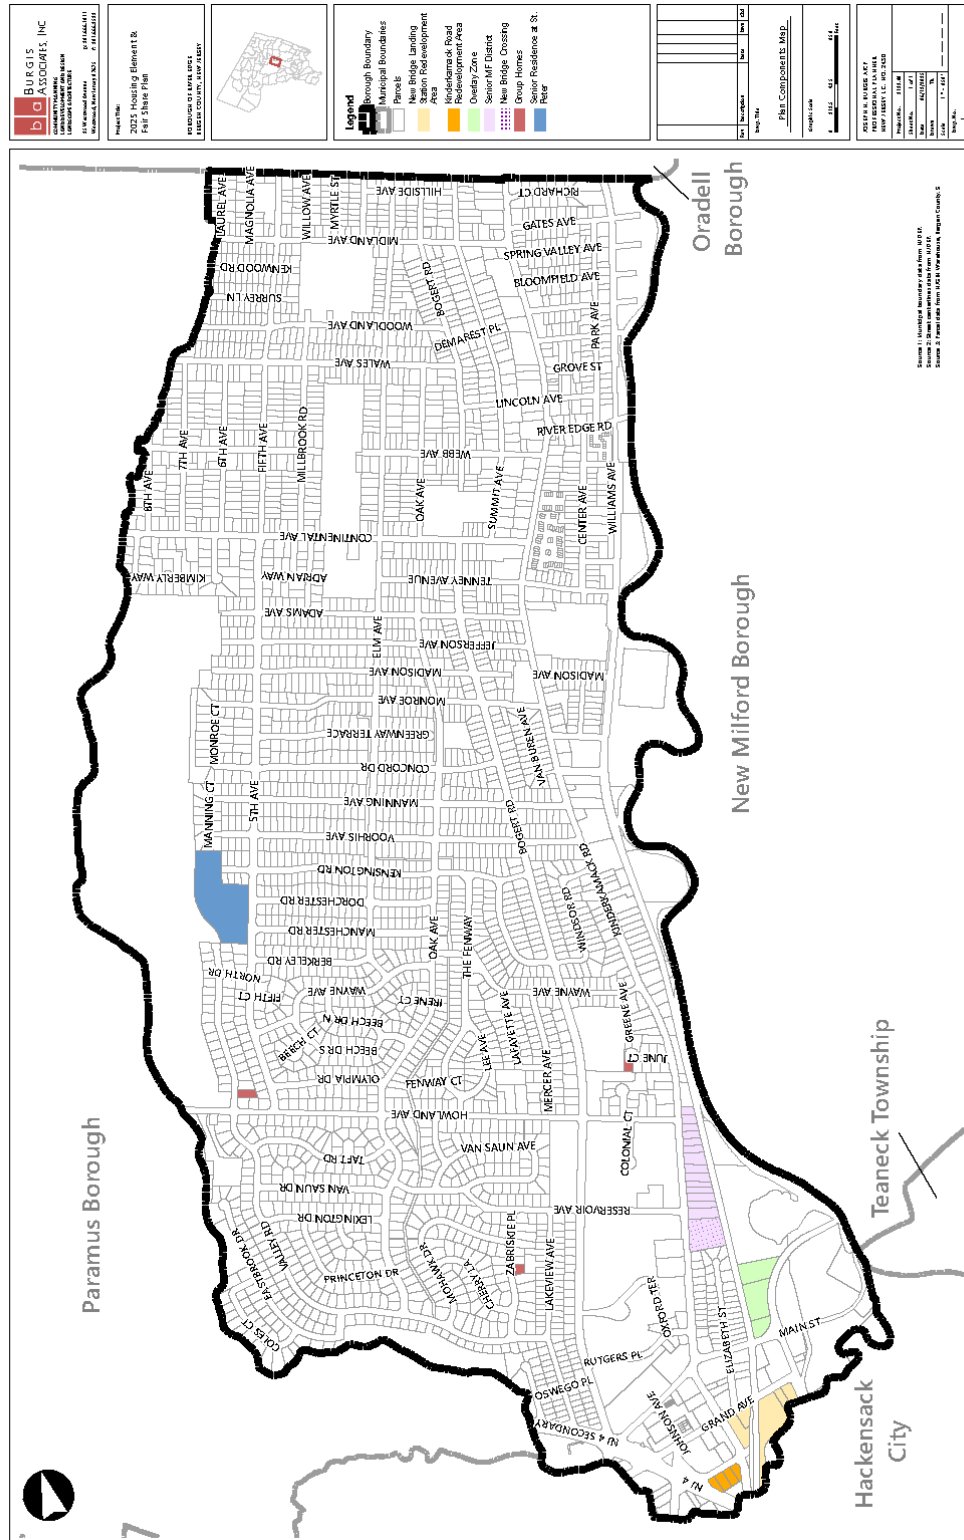 BURGIS
ASSOCIATES, INC
Project Title:
2025 Housing Element &
Fair Share Plan
BOROUGH OF RIVER EDGE
BERGEN COUNTY, NEW JERSEY
Legend
Borough Boundary
Municipal Boundaries
Parcels
New Bridge Landing
Station Redevelopment
Area
Kinderkamack Road
Redevelopment Area
Overlay Zone
Senior MF District
New Bridge Crossing
Group Homes
Senior Residence at St.
Peter
Plan Components Map
Graphic Scale
Oradell
Borough
LAUREL AVE
MAGNOLIA AVE
WILLOW AVE
MYRTLE ST
HILLSIDE AVE
RICHARD CT
MIDLAND AVE
GATES AVE
KENWOOD RD
SPRING VALLEY AVE
BOGERT RD
BLOOMFIELD AVE
SURREY LN
WOODLAND AVE
DEMAREST PL
PARK AVE
WALES AVE
GROVE ST
LINCOLN AVE
RIVER EDGE RD
7TH AVE
6TH AVE
FIFTH AVE
MILLBROOK RD
WEBB AVE
8TH AVE
OAK AVE
SUMMIT AVE
CENTER AVE
WILLIAMS AVE
CONTINENTAL AVE
KIMBERLY WAY
ADRIAN WAY
TENNEY AVENUE
ADAMS AVE
ELM AVE
JEFFERSON AVE
MADISON AVE
MADISON AVE
MONROE AVE
New Milford Borough
MONROE CT
GREENWAY TERRACE
VAN BUREN AVE
CONCORD DR
MANNING CT
5TH AVE
MANNING AVE
BOGERT RD
VOORHIS AVE
KENSINGTON RD
KINDERKAMACK RD
DORCHESTER RD
WINDSOR RD
MANCHESTER RD
OAK AVE
THE FENWAY
BERKELEY RD
NORTH DR
FIFTH CT
WAYNE AVE
IRENE CT
WAYNE AVE
BEECH DR N
LAFAYETTE AVE
GREENE AVE
BEECH CT
BEECH DR S
LEE AVE
JUNE CT
OLYMPIA DR
FENWAY CT
MERCER AVE
HOWLAND AVE
COLONIAL CT
Paramus Borough
Teaneck Township
TAFT RD
VAN SAUN AVE
VAN SAUN DR
LEXINGTON DR
RESERVOIR AVE
EASTBROOK DR
VALLEY RD
ZABRISKIE PL
PRINCETON DR
MOHAWK DR
CHERRY LA
LAKEVIEW AVE
COLES CT
OXFORD TER
ELIZABETH ST
MAIN ST
RUTGERS PL
OSWEGO PL
JOHNSON AVE
GRAND AVE
NJ 4 SECONDARY
NJ 4
Hackensack
City